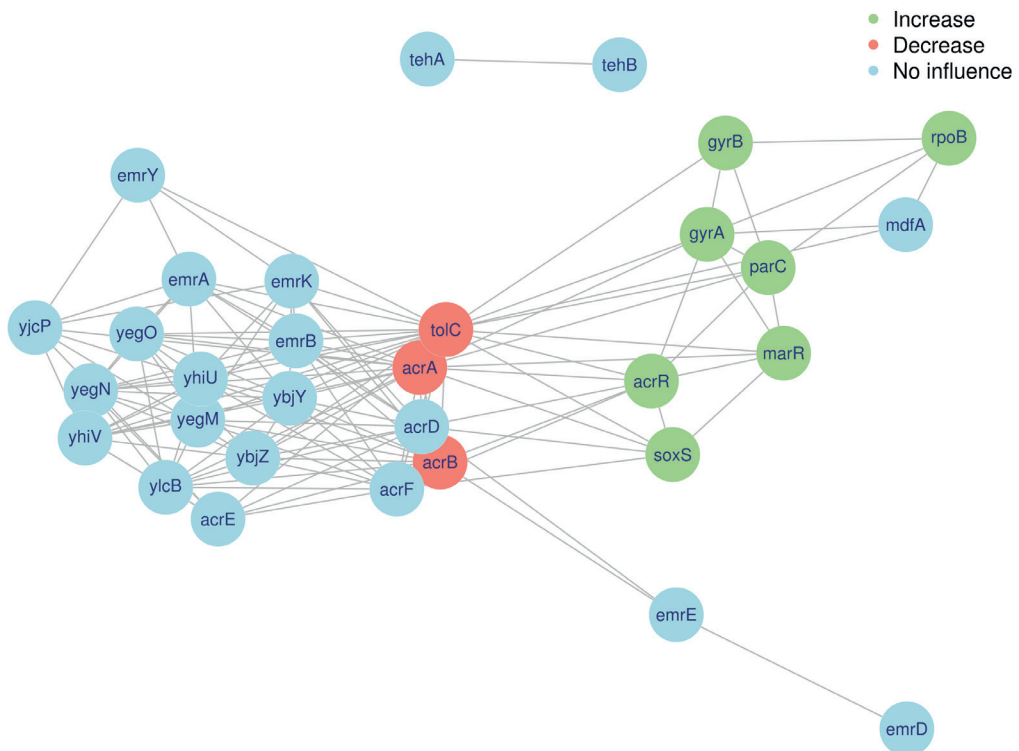 Increase
Decrease
No influence
tehA
tehB
gyrB
rpoB
emrY
mdfA
gyrA
parC
emrA
emrK
yjcP
yegO
emrB
tolC
marR
acrA
yhiU
acrR
yegN
ybjY
yegM
acrD
yhiV
ybjZ
acrB
soxS
ylcB
acrF
acrE
emrE
emrD